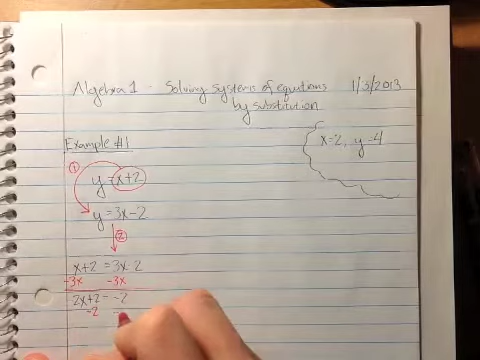 Algebra 1 - Solving systems of equations 1/3/2013
by substitution
Example #1
x=2, y=4
①
y=x+2
y=3x-2
②
x+2=3x-2
-3x -3x
2x+2=-2
-2 -